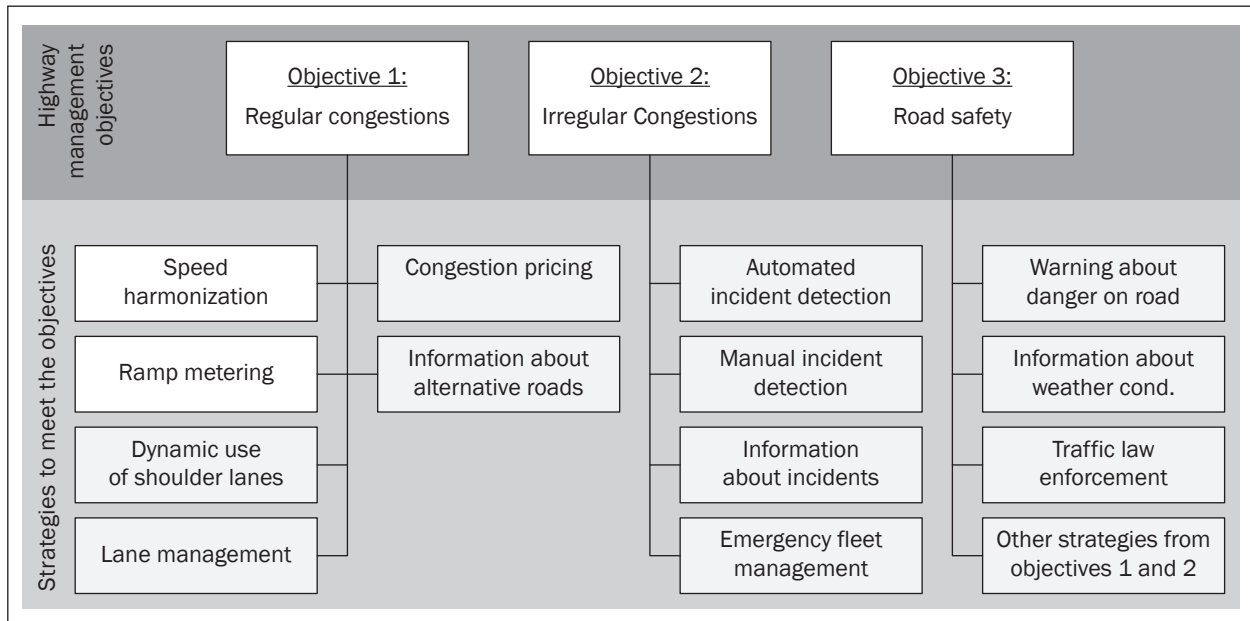 Highway
management
objectives
Objective 1:
Regular congestions
Objective 2:
Irregular Congestions
Objective 3:
Road safety
Strategies to meet the objectives
Speed
harmonization
Ramp metering
Dynamic use
of shoulder lanes
Lane management
Congestion pricing
Information about
alternative roads
Automated
incident detection
Manual incident
detection
Information
about incidents
Emergency fleet
management
Warning about
danger on road
Information about
weather cond.
Traffic law
enforcement
Other strategies from
objectives 1 and 2